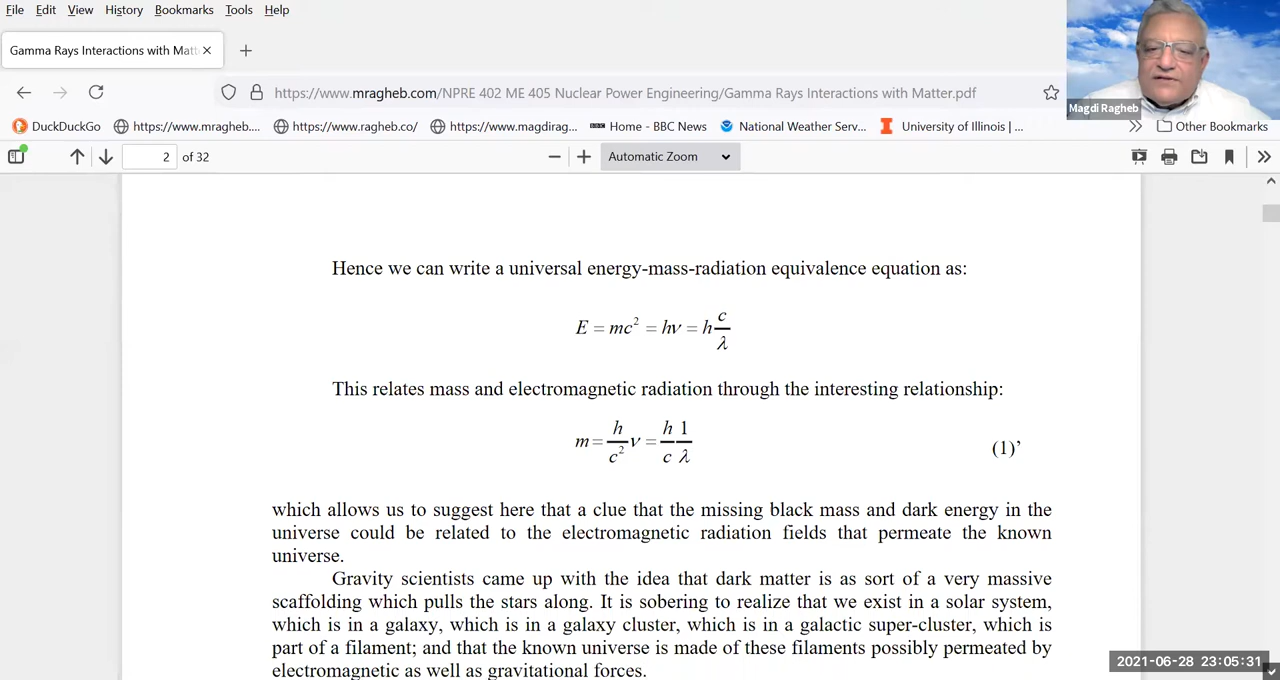 File Edit View History Bookmarks Tools Help
Gamma Rays Interactions with Matt
https://www.mragheb.com/NPRE 402 ME 405 Nuclear Power Engineering/Gamma Rays Interactions with Matter.pdf
Magdi Ragheb
DuckDuckGo https://www.mragheb.... https://www.ragheb.co/ https://www.magdirag... BBC Home - BBC News National Weather Serv... I University of Illinois |... Other Bookmarks
2 of 32 Automatic Zoom
Hence we can write a universal energy-mass-radiation equivalence equation as:
E = mc² = hν = h c/λ
This relates mass and electromagnetic radiation through the interesting relationship:
m = h/c² ν = h/c 1/λ (1)’
which allows us to suggest here that a clue that the missing black mass and dark energy in the
universe could be related to the electromagnetic radiation fields that permeate the known
universe.
Gravity scientists came up with the idea that dark matter is as sort of a very massive
scaffolding which pulls the stars along. It is sobering to realize that we exist in a solar system,
which is in a galaxy, which is in a galaxy cluster, which is in a galactic super-cluster, which is
part of a filament; and that the known universe is made of these filaments possibly permeated by
electromagnetic as well as gravitational forces.
2021-06-28 23:05:31